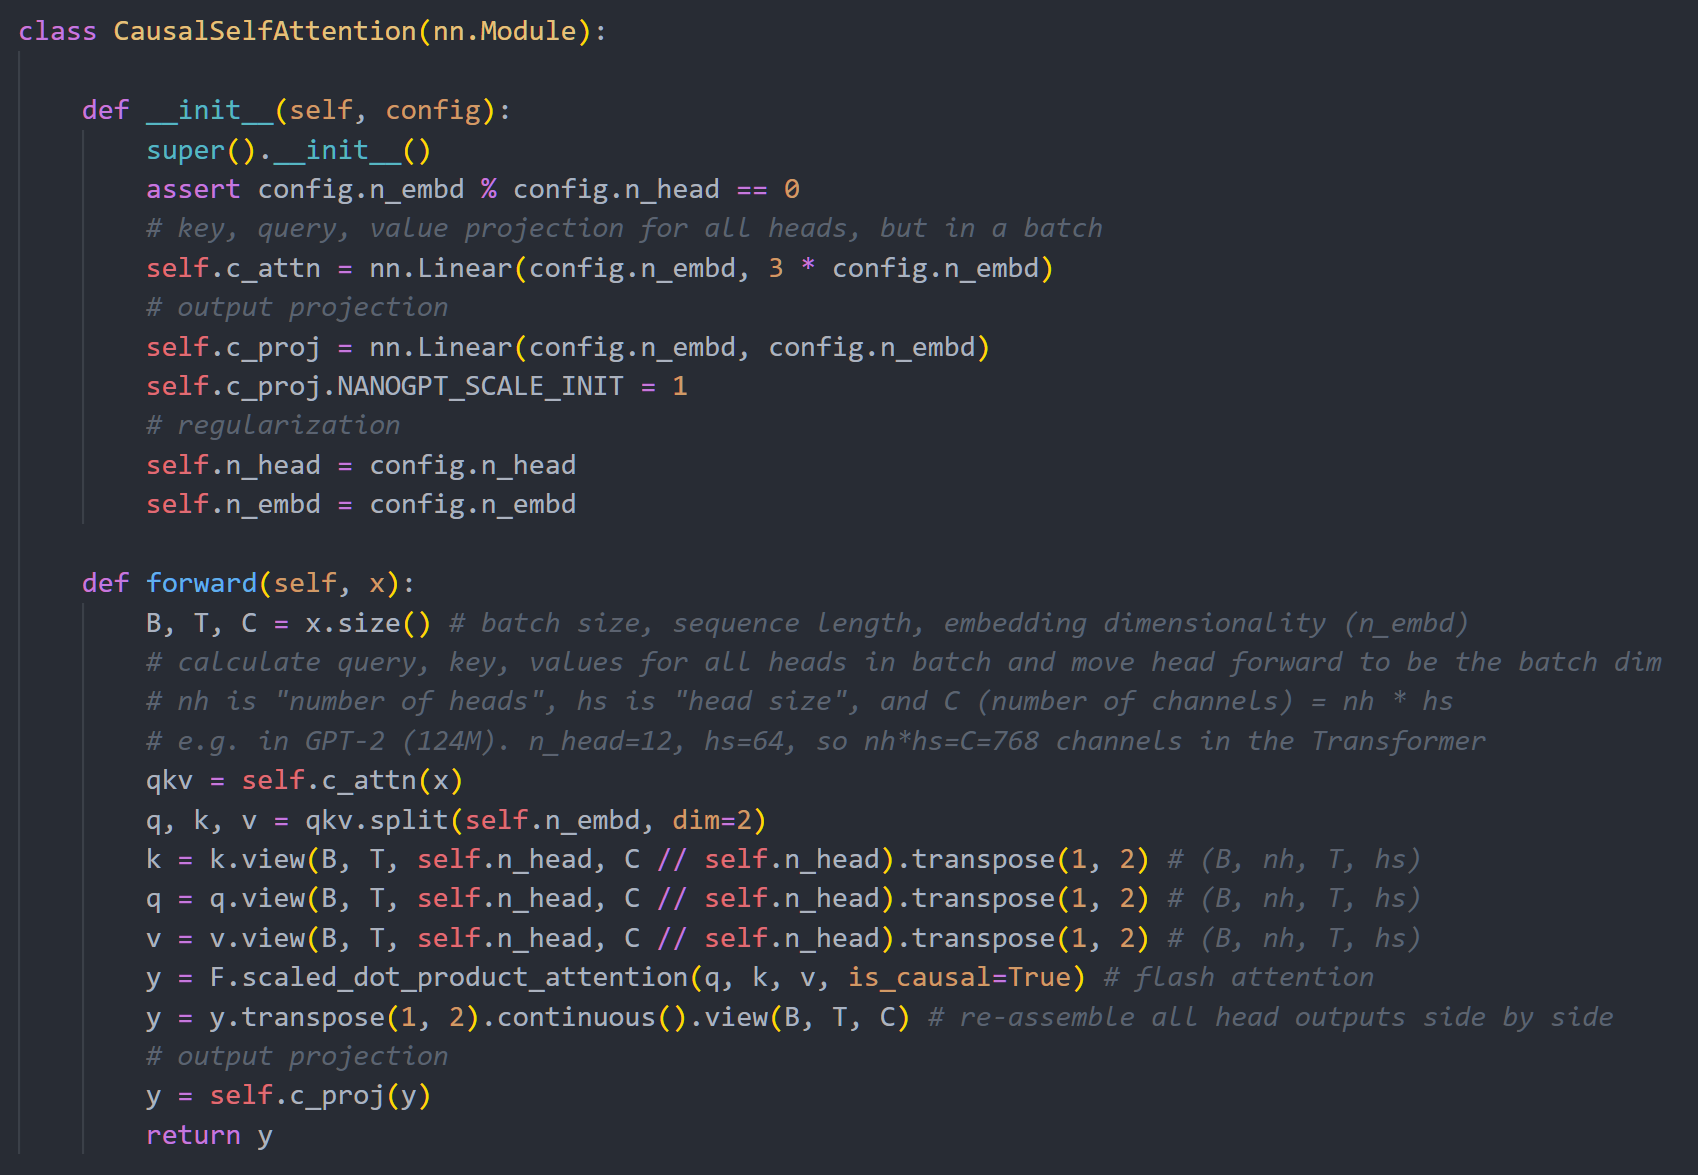 class CausalSelfAttention(nn.Module):
def __init__(self, config):
super().__init__()
assert config.n_embd % config.n_head == 0
# key, query, value projection for all heads, but in a batch
self.c_attn = nn.Linear(config.n_embd, 3 * config.n_embd)
# output projection
self.c_proj = nn.Linear(config.n_embd, config.n_embd)
self.c_proj.NANOGPT_SCALE_INIT = 1
# regularization
self.n_head = config.n_head
self.n_embd = config.n_embd
def forward(self, x):
B, T, C = x.size() # batch size, sequence length, embedding dimensionality (n_embd)
# calculate query, key, values for all heads in batch and move head forward to be the batch dim
# nh is "number of heads", hs is "head size", and C (number of channels) = nh * hs
# e.g. in GPT-2 (124M). n_head=12, hs=64, so nh*hs=C=768 channels in the Transformer
qkv = self.c_attn(x)
q, k, v = qkv.split(self.n_embd, dim=2)
k = k.view(B, T, self.n_head, C // self.n_head).transpose(1, 2) # (B, nh, T, hs)
q = q.view(B, T, self.n_head, C // self.n_head).transpose(1, 2) # (B, nh, T, hs)
v = v.view(B, T, self.n_head, C // self.n_head).transpose(1, 2) # (B, nh, T, hs)
y = F.scaled_dot_product_attention(q, k, v, is_causal=True) # flash attention
y = y.transpose(1, 2).continuous().view(B, T, C) # re-assemble all head outputs side by side
# output projection
y = self.c_proj(y)
return y